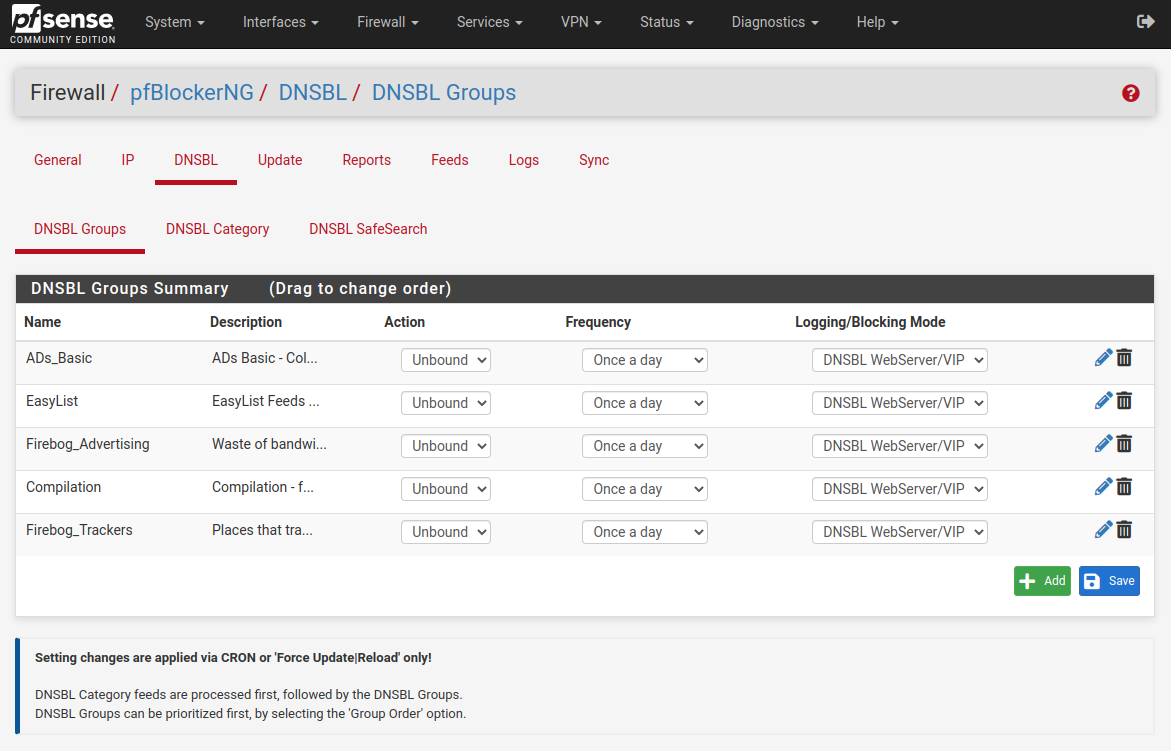 pfsense
COMMUNITY EDITION
System Interfaces Firewall Services VPN Status Diagnostics Help
Firewall / pfBlockerNG / DNSBL / DNSBL Groups
General IP DNSBL Update Reports Feeds Logs Sync
DNSBL Groups DNSBL Category DNSBL SafeSearch
DNSBL Groups Summary (Drag to change order)
Name Description Action Frequency Logging/Blocking Mode
ADs_Basic ADs Basic - Col... Unbound Once a day DNSBL WebServer/VIP
EasyList EasyList Feeds ... Unbound Once a day DNSBL WebServer/VIP
Firebog_Advertising Waste of bandwi... Unbound Once a day DNSBL WebServer/VIP
Compilation Compilation - f... Unbound Once a day DNSBL WebServer/VIP
Firebog_Trackers Places that tra... Unbound Once a day DNSBL WebServer/VIP
Add Save
Setting changes are applied via CRON or 'Force Update|Reload' only!
DNSBL Category feeds are processed first, followed by the DNSBL Groups.
DNSBL Groups can be prioritized first, by selecting the 'Group Order' option.